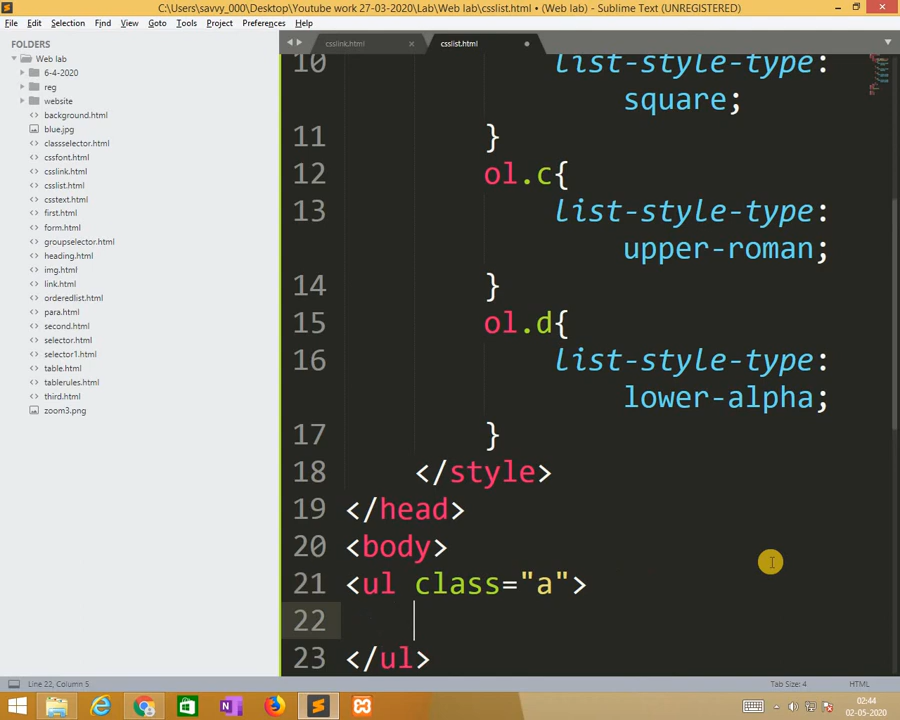 C:\Users\savvy_000\Desktop\Youtube work 27-03-2020\Lab\Web lab\csslist.html • (Web lab) - Sublime Text (UNREGISTERED)
File Edit Selection Find View Goto Tools Project Preferences Help
FOLDERS
Web lab
6-4-2020
reg
website
background.html
blue.jpg
classselector.html
cssfont.html
csslink.html
csslist.html
csstext.html
first.html
form.html
groupselector.html
heading.html
img.html
link.html
orderedlist.html
para.html
second.html
selector.html
selector1.html
table.html
tablerules.html
third.html
zoom3.png
csslink.html × csslist.html •
10 list-style-type:
square;
11 }
12 ol.c{
13 list-style-type:
upper-roman;
14 }
15 ol.d{
16 list-style-type:
lower-alpha;
17 }
18 </style>
19 </head>
20 <body>
21 <ul class="a">
22
23 </ul>
Line 22, Column 5 Tab Size: 4 HTML
02:44
02-05-2020